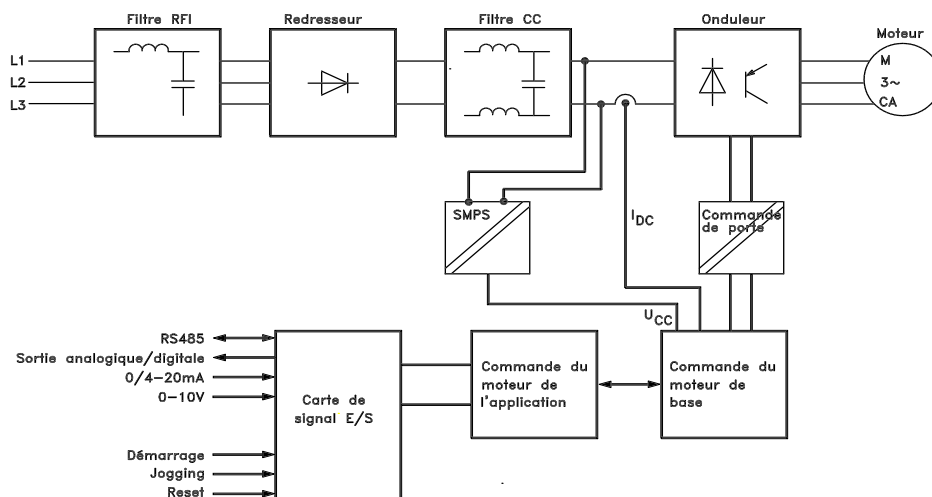 Filtre RFI
Redresseur
Filtre CC
Onduleur
Moteur
L1
L2
L3
M
3~
CA
SMPS
I DC
Commande
de porte
U CC
RS485
Sortie analogique/digitale
0/4-20mA
0-10V
Démarrage
Jogging
Reset
Carte de
signal E/S
Commande du
moteur de
l'application
Commande du
moteur de
base